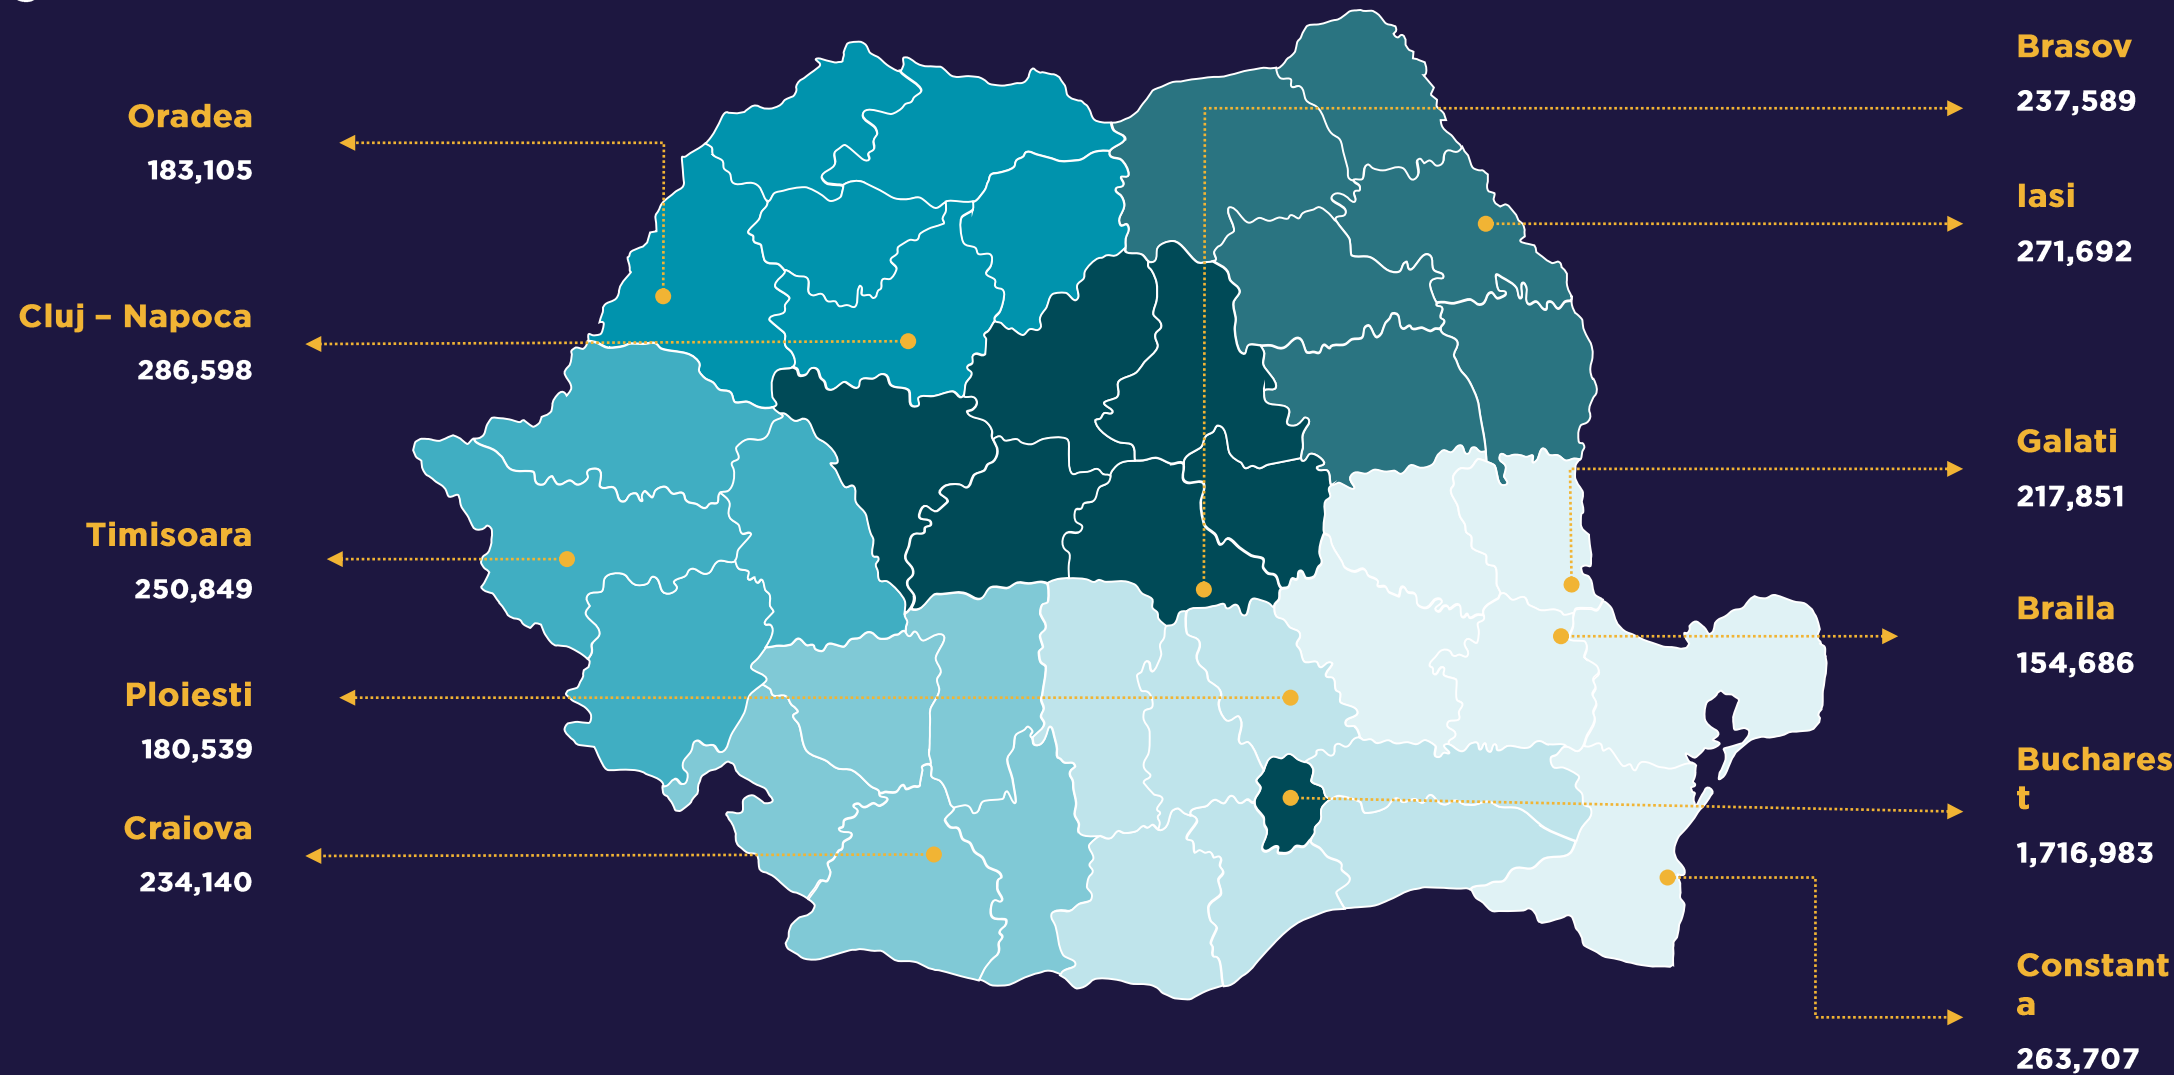 Oradea
183,105
Cluj – Napoca
286,598
Timisoara
250,849
Ploiesti
180,539
Craiova
234,140
Brasov
237,589
Iasi
271,692
Galati
217,851
Braila
154,686
Buchares
t
1,716,983
Constant
a
263,707